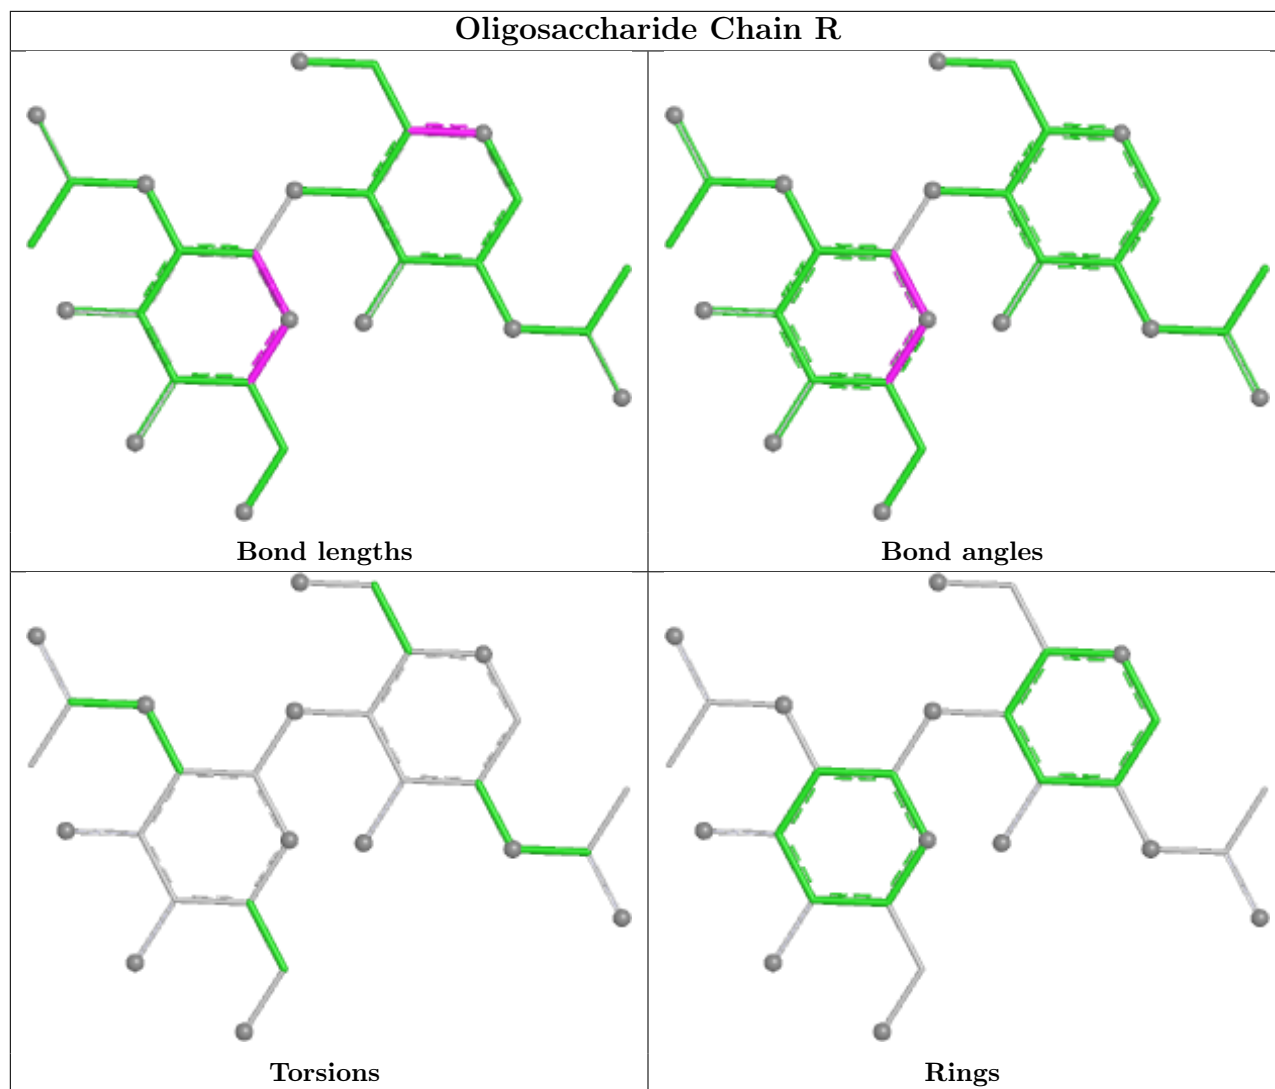 Oligosaccharide Chain R
Bond lengths
Bond angles
Torsions
Rings